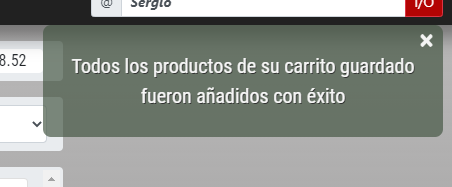 @ Sergio I/O
8.52
×
Todos los productos de su carrito guardado
fueron añadidos con éxito